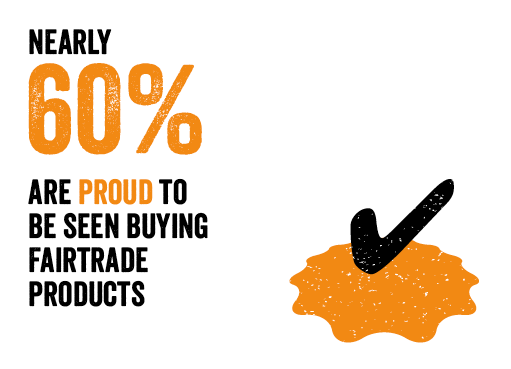 NEARLY
60%
ARE PROUD TO
BE SEEN BUYING
FAIRTRADE
PRODUCTS